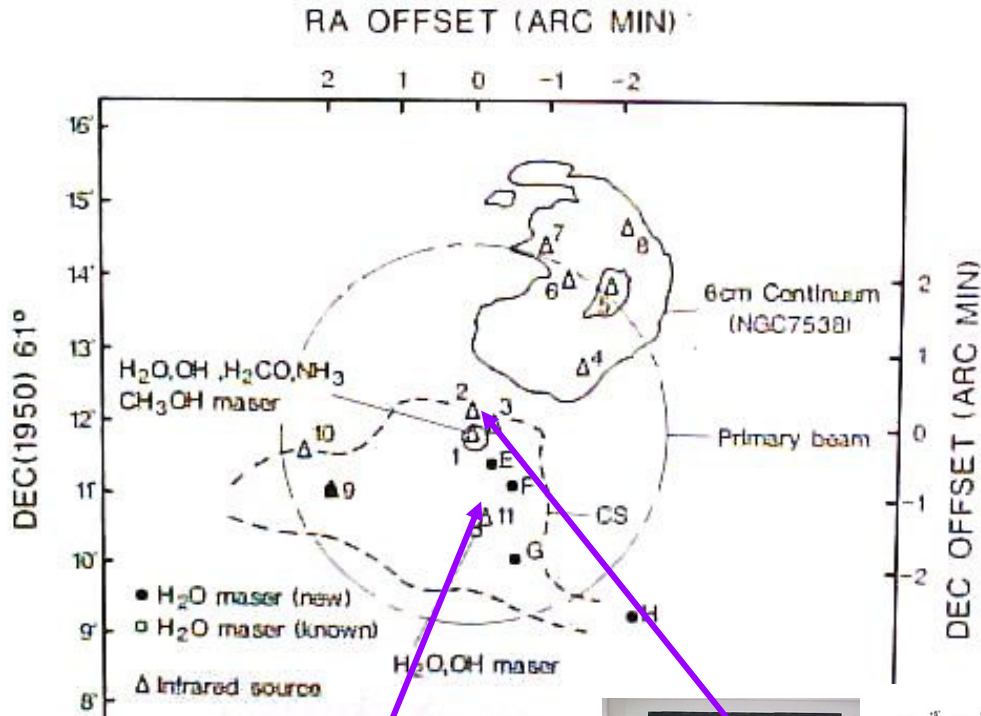 RA OFFSET (ARC MIN)
2 1 0 -1 -2
16'
15'
14'
13'
12'
11'
10'
9'
8'
DEC(1950) 61°
7
8
6
5
4
6cm Continuum
(NGC7538)
H₂O,OH ,H₂CO,NH₃
CH₃OH maser
2
3
10
1
E
9
F
11
G
H
Primary beam
CS
2
1
0
-1
-2
DEC OFFSET (ARC MIN)
● H₂O maser (new)
□ H₂O maser (known)
H₂O,OH maser
△ Infrared source